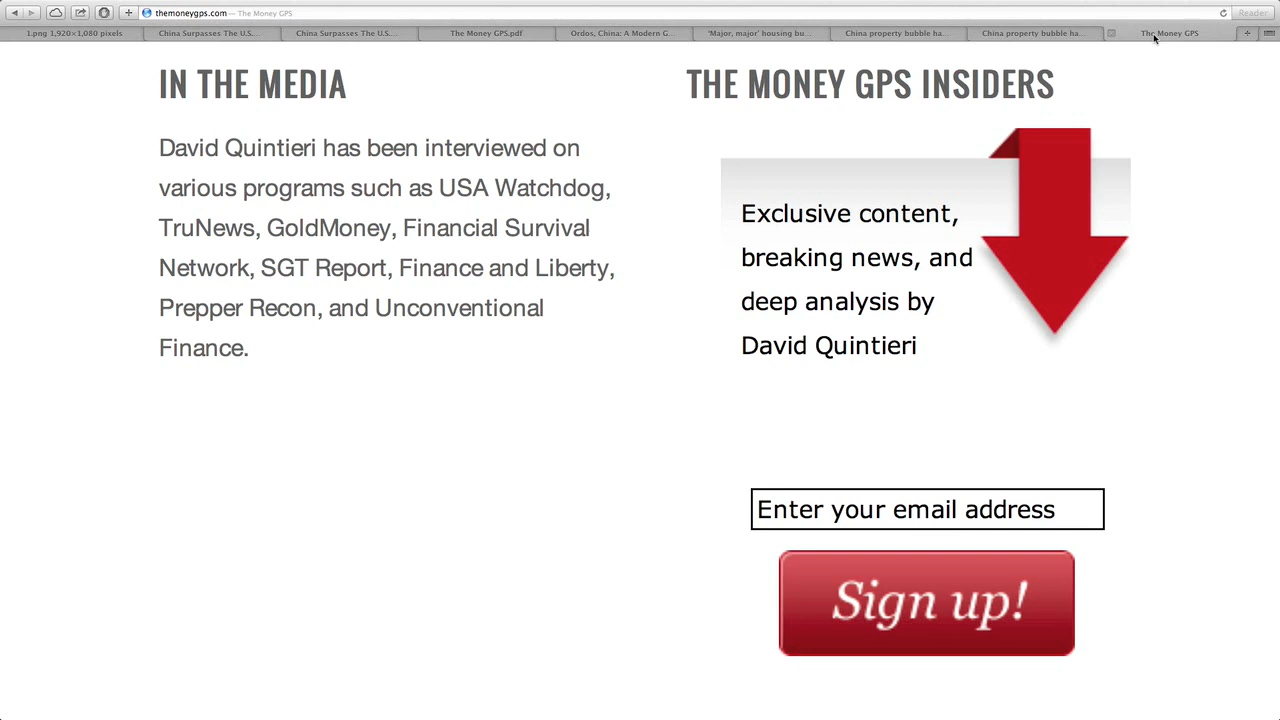 themoneygps.com — The Money GPS
Reader
1.png 1,920×1,080 pixels
China Surpasses The U.S...
China Surpasses The U.S...
The Money GPS.pdf
Ordos, China: A Modern G...
'Major, major' housing bu...
China property bubble ha...
China property bubble ha...
The Money GPS
IN THE MEDIA
David Quintieri has been interviewed on
various programs such as USA Watchdog,
TruNews, GoldMoney, Financial Survival
Network, SGT Report, Finance and Liberty,
Prepper Recon, and Unconventional
Finance.
THE MONEY GPS INSIDERS
Exclusive content,
breaking news, and
deep analysis by
David Quintieri
Enter your email address
Sign up!